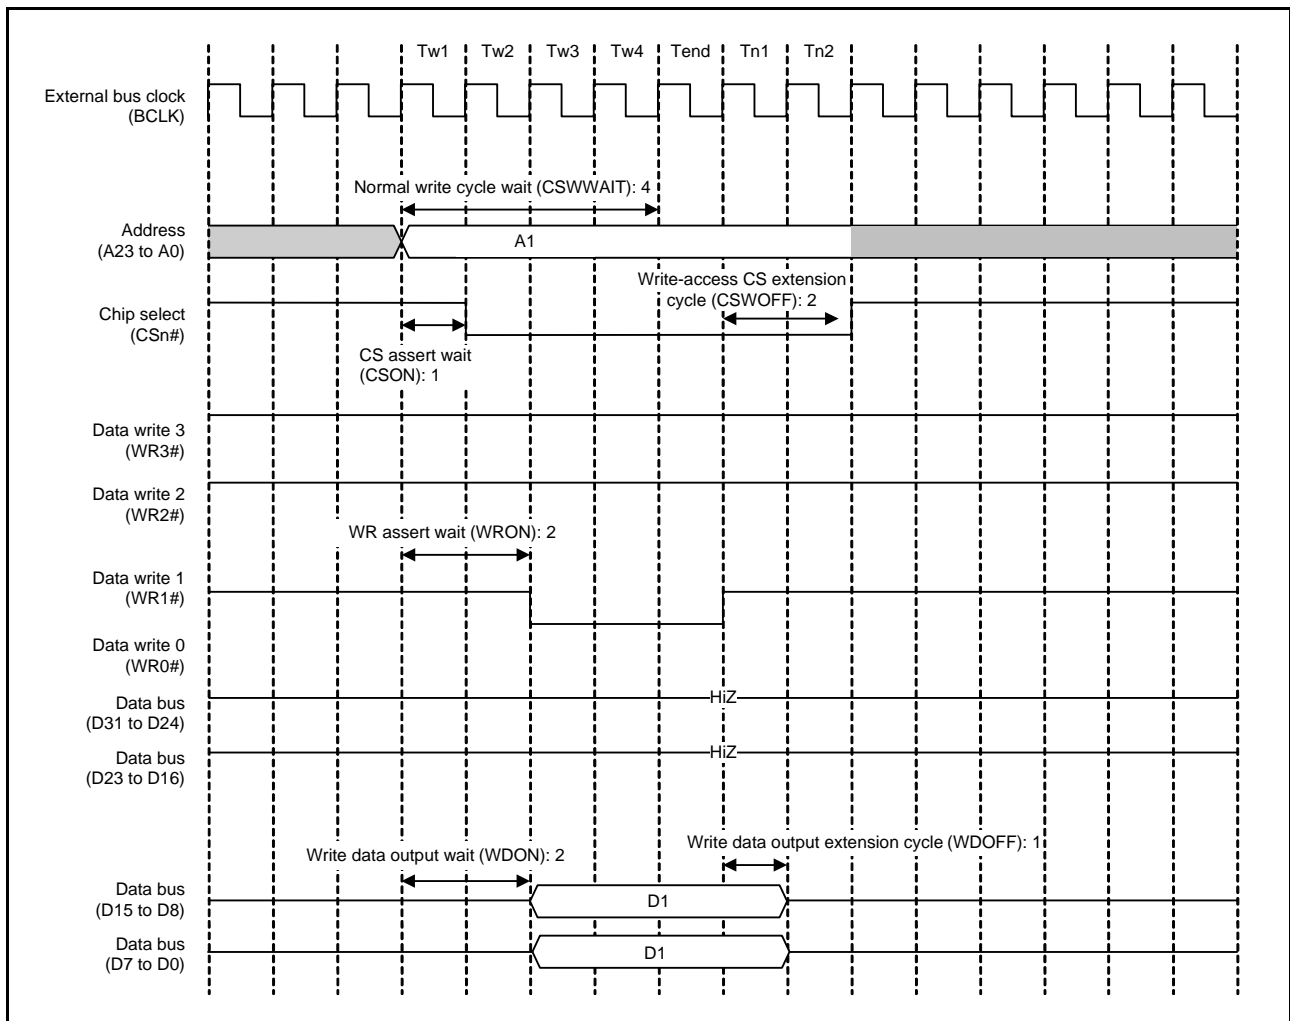 Tw1 Tw2 Tw3 Tw4 Tend Tn1 Tn2
External bus clock
(BCLK)
Normal write cycle wait (CSWWAIT): 4
Address
(A23 to A0)
A1
Write-access CS extension
cycle (CSWOFF): 2
Chip select
(CSn#)
CS assert wait
(CSON): 1
Data write 3
(WR3#)
Data write 2
(WR2#)
WR assert wait (WRON): 2
Data write 1
(WR1#)
Data write 0
(WR0#)
Data bus
(D31 to D24)
HiZ
Data bus
(D23 to D16)
HiZ
Write data output extension cycle (WDOFF): 1
Write data output wait (WDON): 2
Data bus
(D15 to D8)
D1
Data bus
(D7 to D0)
D1